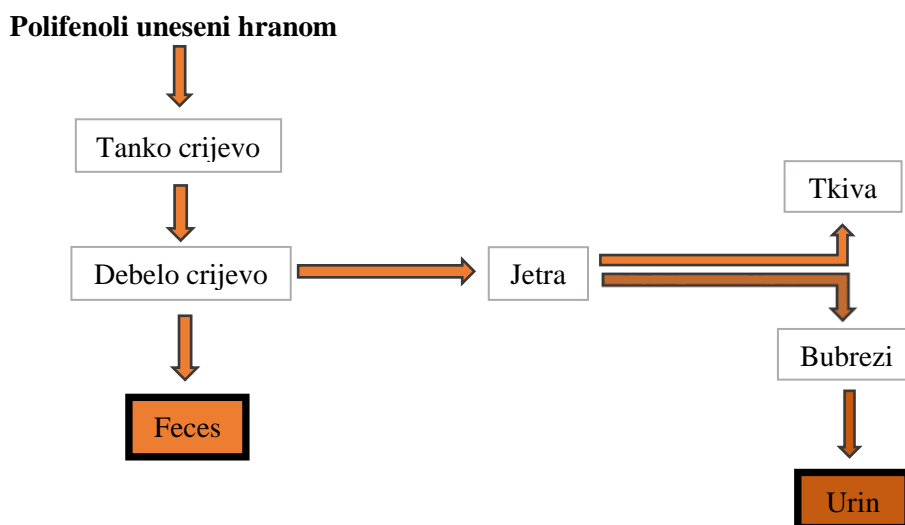 Polifenoli uneseni hranom
Tanko crijevo
Tkiva
Debelo crijevo
Jetra
Bubrezi
Feces
Urin